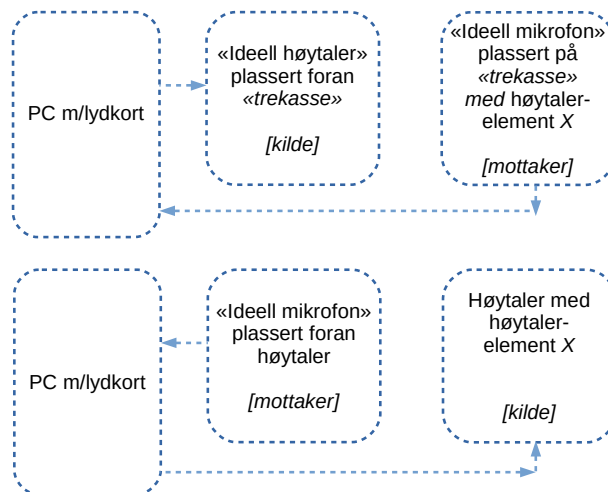 PC m/lydkort
«Ideell høytaler»
plassert foran
«trekasse»
[kilde]
«Ideell mikrofon»
plassert på
«trekasse»
med høytaler-
element X
[mottaker]
PC m/lydkort
«Ideell mikrofon»
plassert foran
høytaler
[mottaker]
Høytaler med
høytaler-
element X
[kilde]